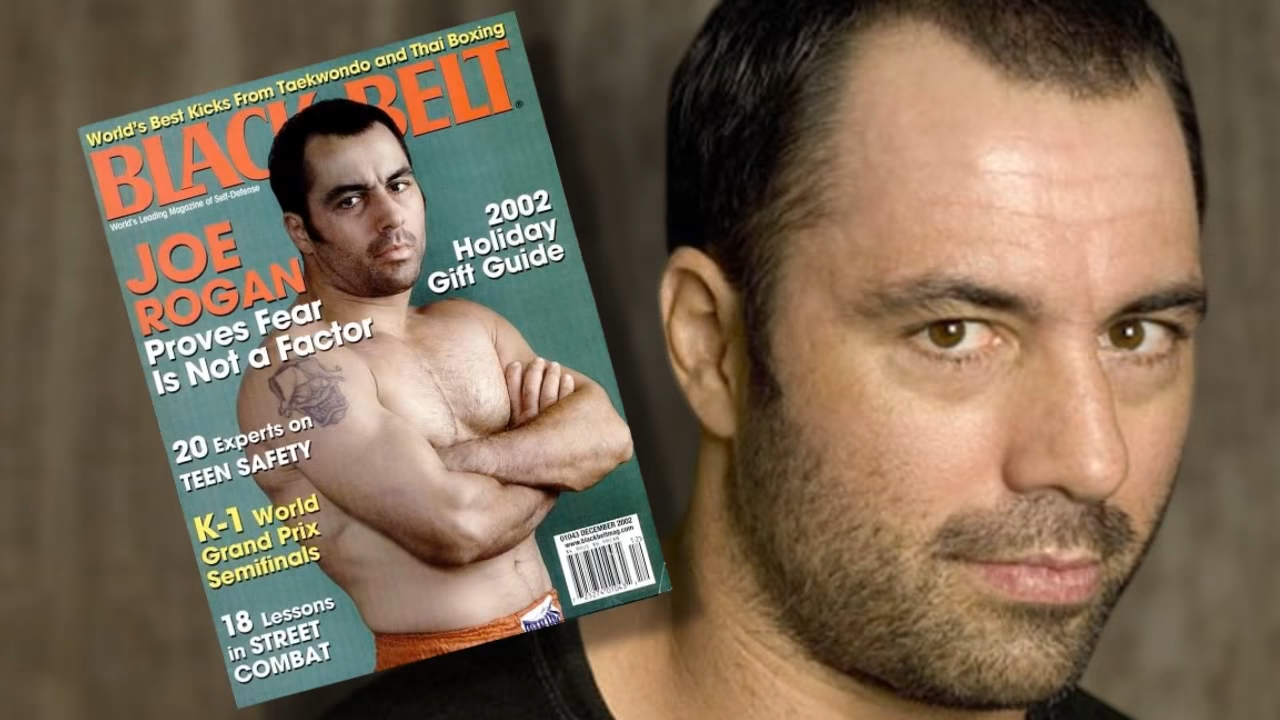 World's Best Kicks From Taekwondo and Thai Boxing
BLACK BELT®
World's Leading Magazine of Self-Defense
JOE
ROGAN
Proves Fear
Is Not a Factor
2002
Holiday
Gift Guide
20 Experts on
TEEN SAFETY
K-1 World
Grand Prix
Semifinals
18 Lessons
in STREET
COMBAT
01043 DECEMBER 2002
www.blackbeltmag.com